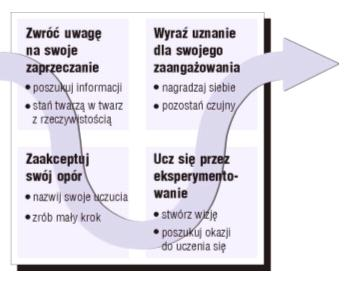 Zwróć uwagę
na swoje
zaprzeczanie
• poszukuj informacji
• stań twarzą w twarz
z rzeczywistością
Wyraź uznanie
dla swojego
zaangażowania
• nagradzaj siebie
• pozostań czujny
Zaakceptuj
swój opór
• nazwij swoje uczucia
• zrób mały krok
Ucz się przez
eksperymento-
wanie
• stwórz wizję
• poszukuj okazji
do uczenia się